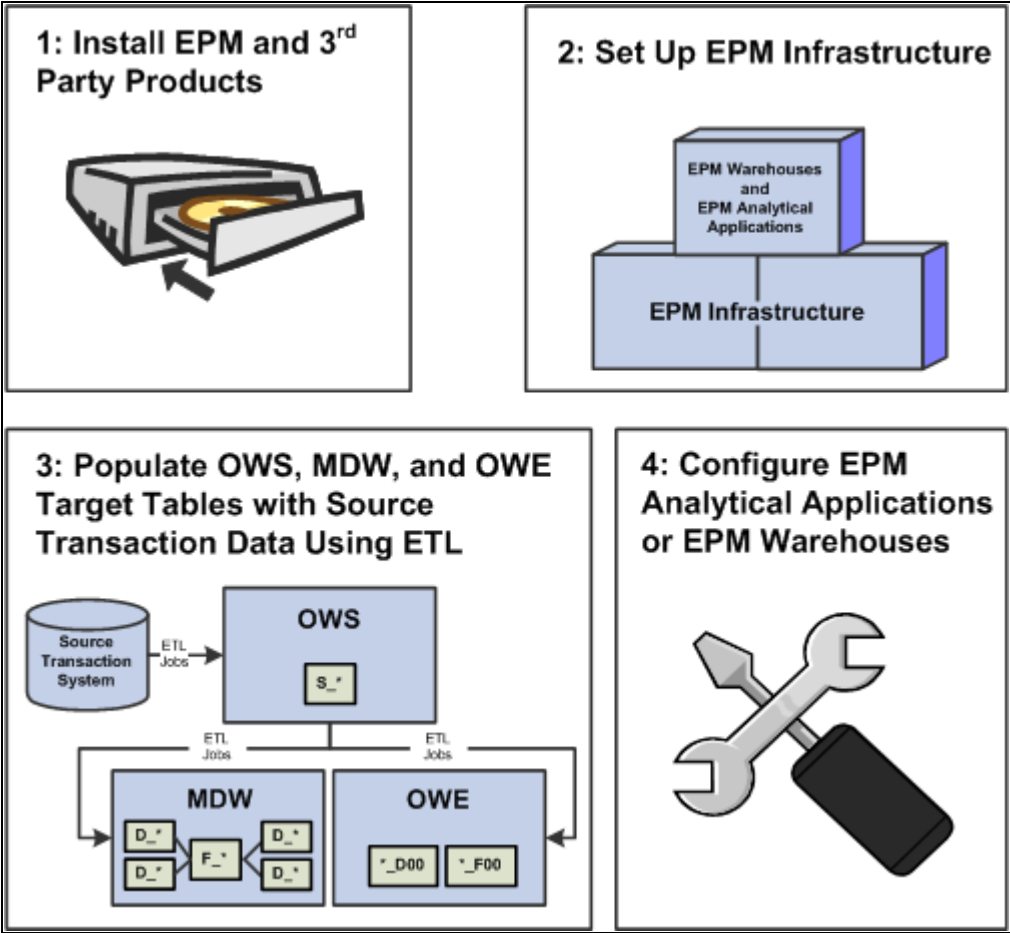 1: Install EPM and 3rd
Party Products
2: Set Up EPM Infrastructure
EPM Warehouses
and
EPM Analytical
Applications
EPM Infrastructure
3: Populate OWS, MDW, and OWE
Target Tables with Source
Transaction Data Using ETL
Source
Transaction
System
ETL
Jobs
OWS
S_*
ETL
Jobs
ETL
Jobs
MDW
D_*
D_*
F_*
D_*
D_*
OWE
*_D00
*_F00
4: Configure EPM
Analytical Applications
or EPM Warehouses